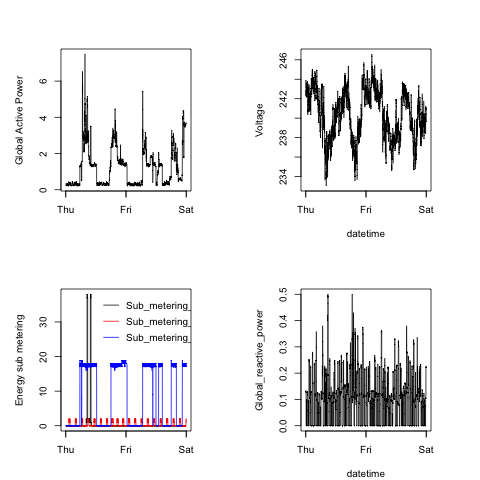 Global Active Power
0 2 4 6
Thu Fri Sat
Voltage
234 238 242 246
Thu Fri Sat
datetime
Energy sub metering
0 10 20 30
Thu Fri Sat
Sub_metering_
Sub_metering_
Sub_metering_
Global_reactive_power
0.0 0.1 0.2 0.3 0.4 0.5
Thu Fri Sat
datetime